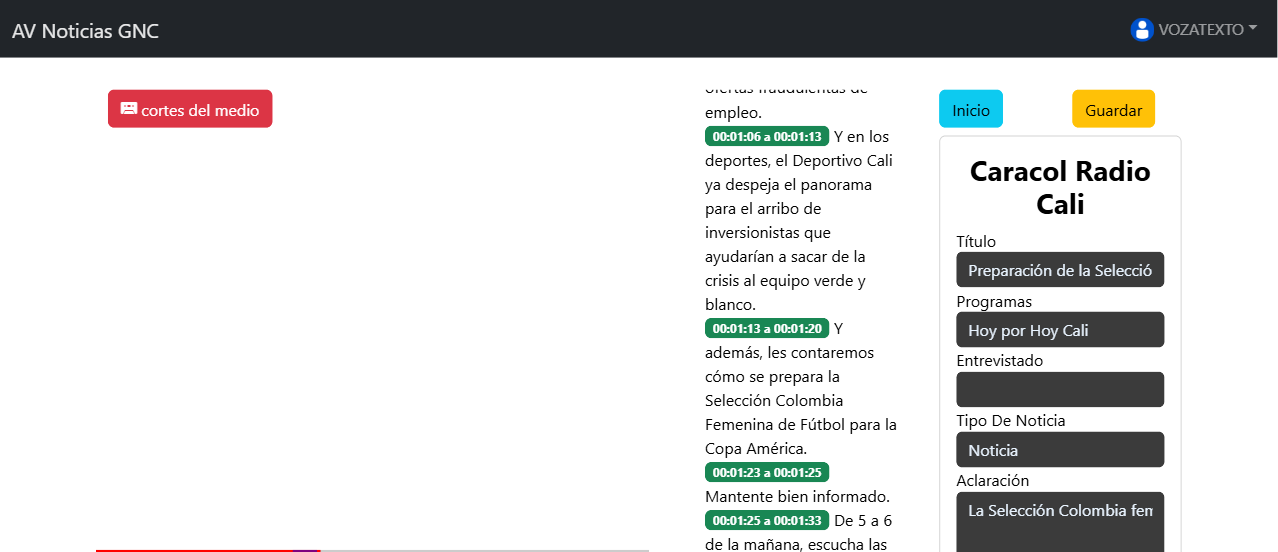 AV Noticias GNC
VOZATEXTO
cortes del medio
ofertas fraudulentas de
empleo.
00:01:06 a 00:01:13 Y en los
deportes, el Deportivo Cali
ya despeja el panorama
para el arribo de
inversionistas que
ayudarían a sacar de la
crisis al equipo verde y
blanco.
00:01:13 a 00:01:20 Y
además, les contaremos
cómo se prepara la
Selección Colombia
Femenina de Fútbol para la
Copa América.
00:01:23 a 00:01:25
Mantente bien informado.
00:01:25 a 00:01:33 De 5 a 6
de la mañana, escucha las
Inicio
Guardar
Caracol Radio
Cali
Título
Preparación de la Selecció
Programas
Hoy por Hoy Cali
Entrevistado
Tipo De Noticia
Noticia
Aclaración
La Selección Colombia fem